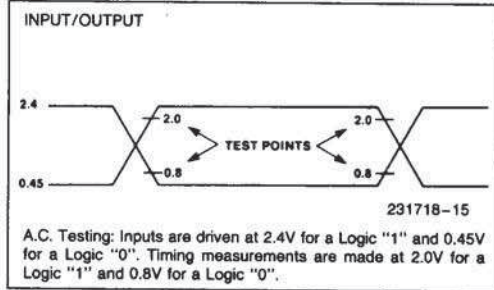 INPUT/OUTPUT
2.4
2.0
2.0
TEST POINTS
0.8
0.8
0.45
231718-15
A.C. Testing: Inputs are driven at 2.4V for a Logic "1" and 0.45V
for a Logic "0". Timing measurements are made at 2.0V for a
Logic "1" and 0.8V for a Logic "0".